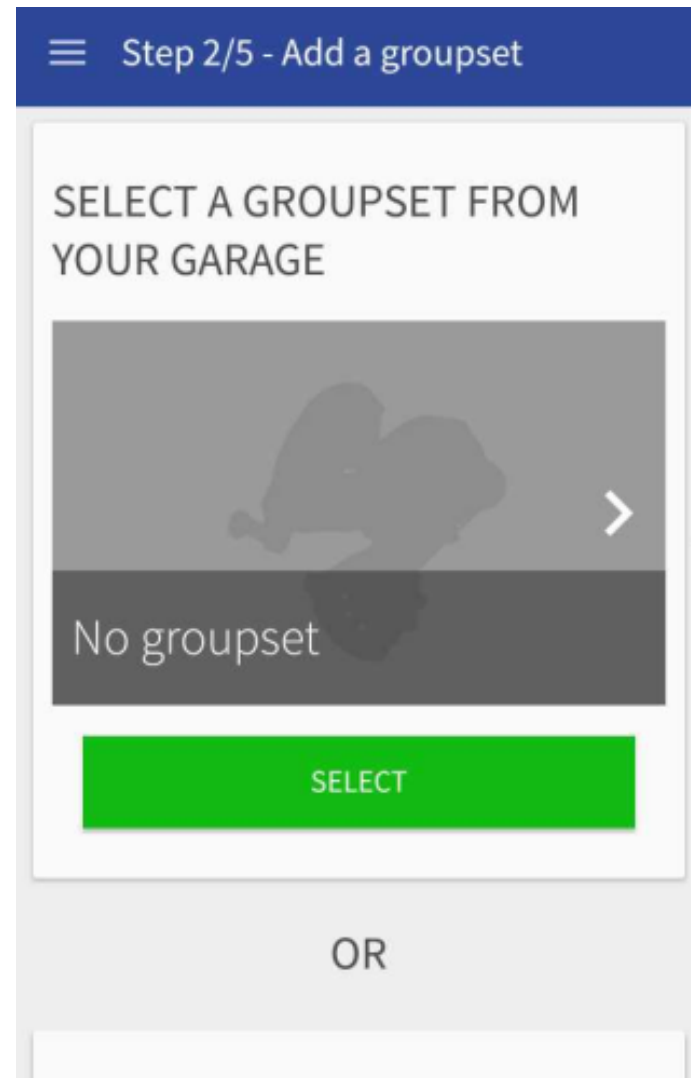 Step 2/5 - Add a groupset
SELECT A GROUPSET FROM
YOUR GARAGE
No groupset
SELECT
OR